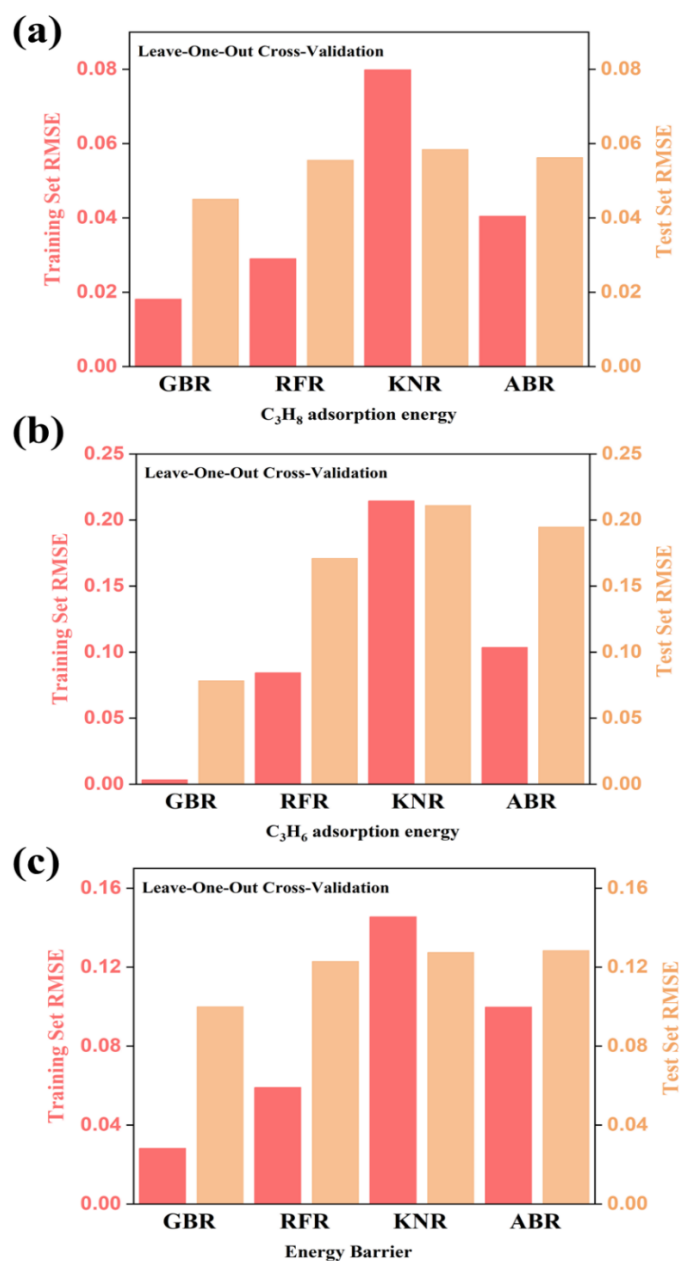 (a)
Leave-One-Out Cross-Validation
Training Set RMSE
0.08
0.06
0.04
0.02
0.00
0.08
0.06
0.04
0.02
0.00
Test Set RMSE
GBR RFR KNR ABR
C₃H₈ adsorption energy
(b)
Leave-One-Out Cross-Validation
Training Set RMSE
0.25
0.20
0.15
0.10
0.05
0.00
0.25
0.20
0.15
0.10
0.05
0.00
Test Set RMSE
GBR RFR KNR ABR
C₃H₆ adsorption energy
(c)
Leave-One-Out Cross-Validation
Training Set RMSE
0.16
0.12
0.08
0.04
0.00
0.16
0.12
0.08
0.04
0.00
Test Set RMSE
GBR RFR KNR ABR
Energy Barrier